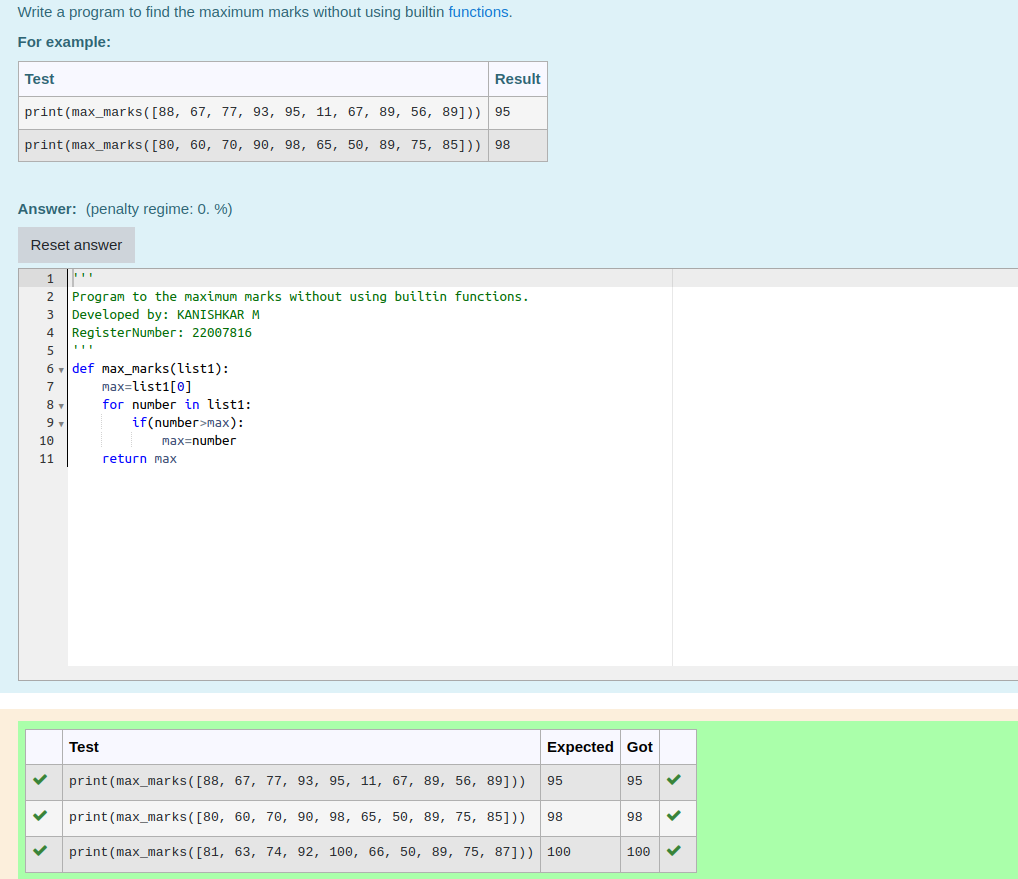 Write a program to find the maximum marks without using builtin functions.
For example:
Test Result
print(max_marks([88, 67, 77, 93, 95, 11, 67, 89, 56, 89])) 95
print(max_marks([80, 60, 70, 90, 98, 65, 50, 89, 75, 85])) 98
Answer: (penalty regime: 0. %)
Reset answer
1 '''
2 Program to the maximum marks without using builtin functions.
3 Developed by: KANISHKAR M
4 RegisterNumber: 22007816
5 '''
6 def max_marks(list1):
7     max=list1[0]
8     for number in list1:
9         if(number>max):
10             max=number
11     return max
Test Expected Got
print(max_marks([88, 67, 77, 93, 95, 11, 67, 89, 56, 89])) 95 95
print(max_marks([80, 60, 70, 90, 98, 65, 50, 89, 75, 85])) 98 98
print(max_marks([81, 63, 74, 92, 100, 66, 50, 89, 75, 87])) 100 100